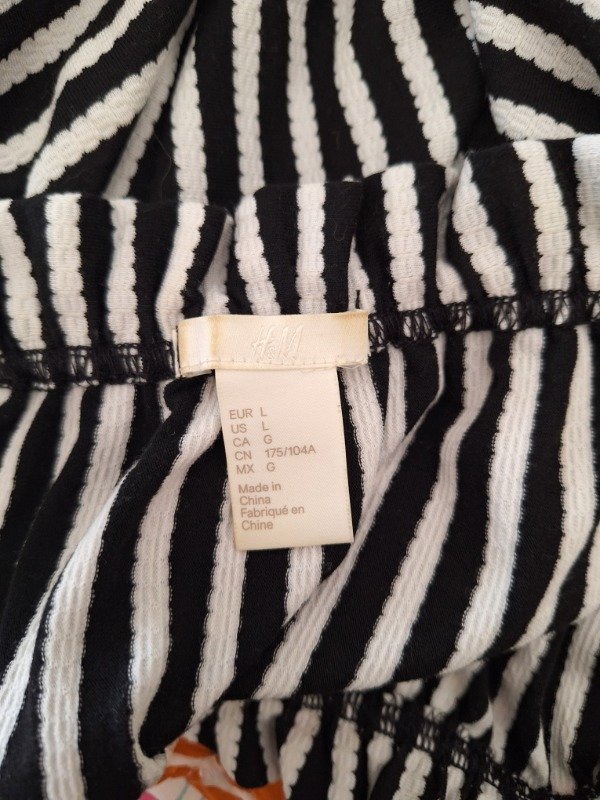 H&M
EUR L
US L
CA G
CN 175/104A
MX G
Made in
China
Fabriqué en
Chine